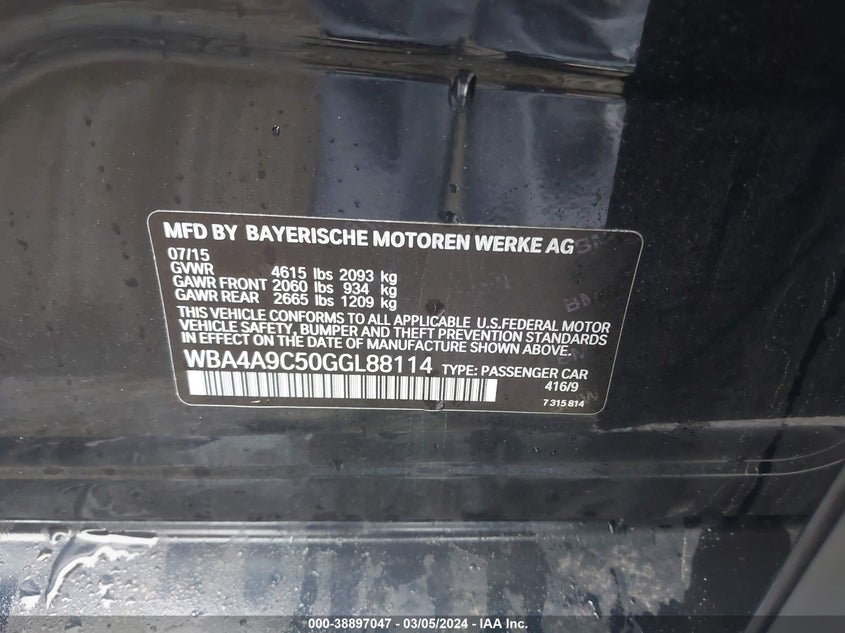 MFD BY BAYERISCHE MOTOREN WERKE AG
07/15
GVWR 4615 lbs 2093 kg
GAWR FRONT 2060 lbs 934 kg
GAWR REAR 2665 lbs 1209 kg
THIS VEHICLE CONFORMS TO ALL APPLICABLE U.S.FEDERAL MOTOR
VEHICLE SAFETY, BUMPER AND THEFT PREVENTION STANDARDS
IN EFFECT ON THE DATE OF MANUFACTURE SHOWN ABOVE.
WBA4A9C50GGL88114 TYPE: PASSENGER CAR
416/9
7 315 814
000-38897047 - 03/05/2024 - IAA Inc.